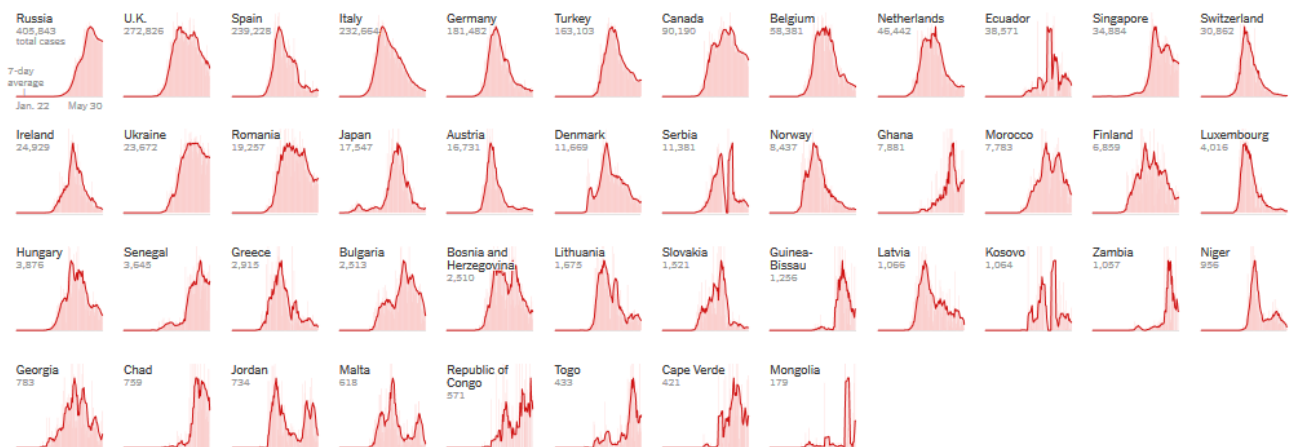 Russia
405,843
total cases
7-day
average
Jan. 22 May 30
U.K.
272,826
Spain
239,228
Italy
232,664
Germany
181,482
Turkey
163,103
Canada
90,190
Belgium
58,381
Netherlands
46,442
Ecuador
38,571
Singapore
34,884
Switzerland
30,862
Ireland
24,929
Ukraine
23,672
Romania
19,257
Japan
17,547
Austria
16,731
Denmark
11,669
Serbia
11,381
Norway
8,437
Ghana
7,881
Morocco
7,783
Finland
6,859
Luxembourg
4,016
Hungary
3,876
Senegal
3,645
Greece
2,915
Bulgaria
2,513
Bosnia and
Herzegovina
2,510
Lithuania
1,675
Slovakia
1,521
Guinea-
Bissau
1,256
Latvia
1,066
Kosovo
1,064
Zambia
1,057
Niger
956
Georgia
783
Chad
759
Jordan
734
Malta
618
Republic of
Congo
571
Togo
433
Cape Verde
421
Mongolia
179